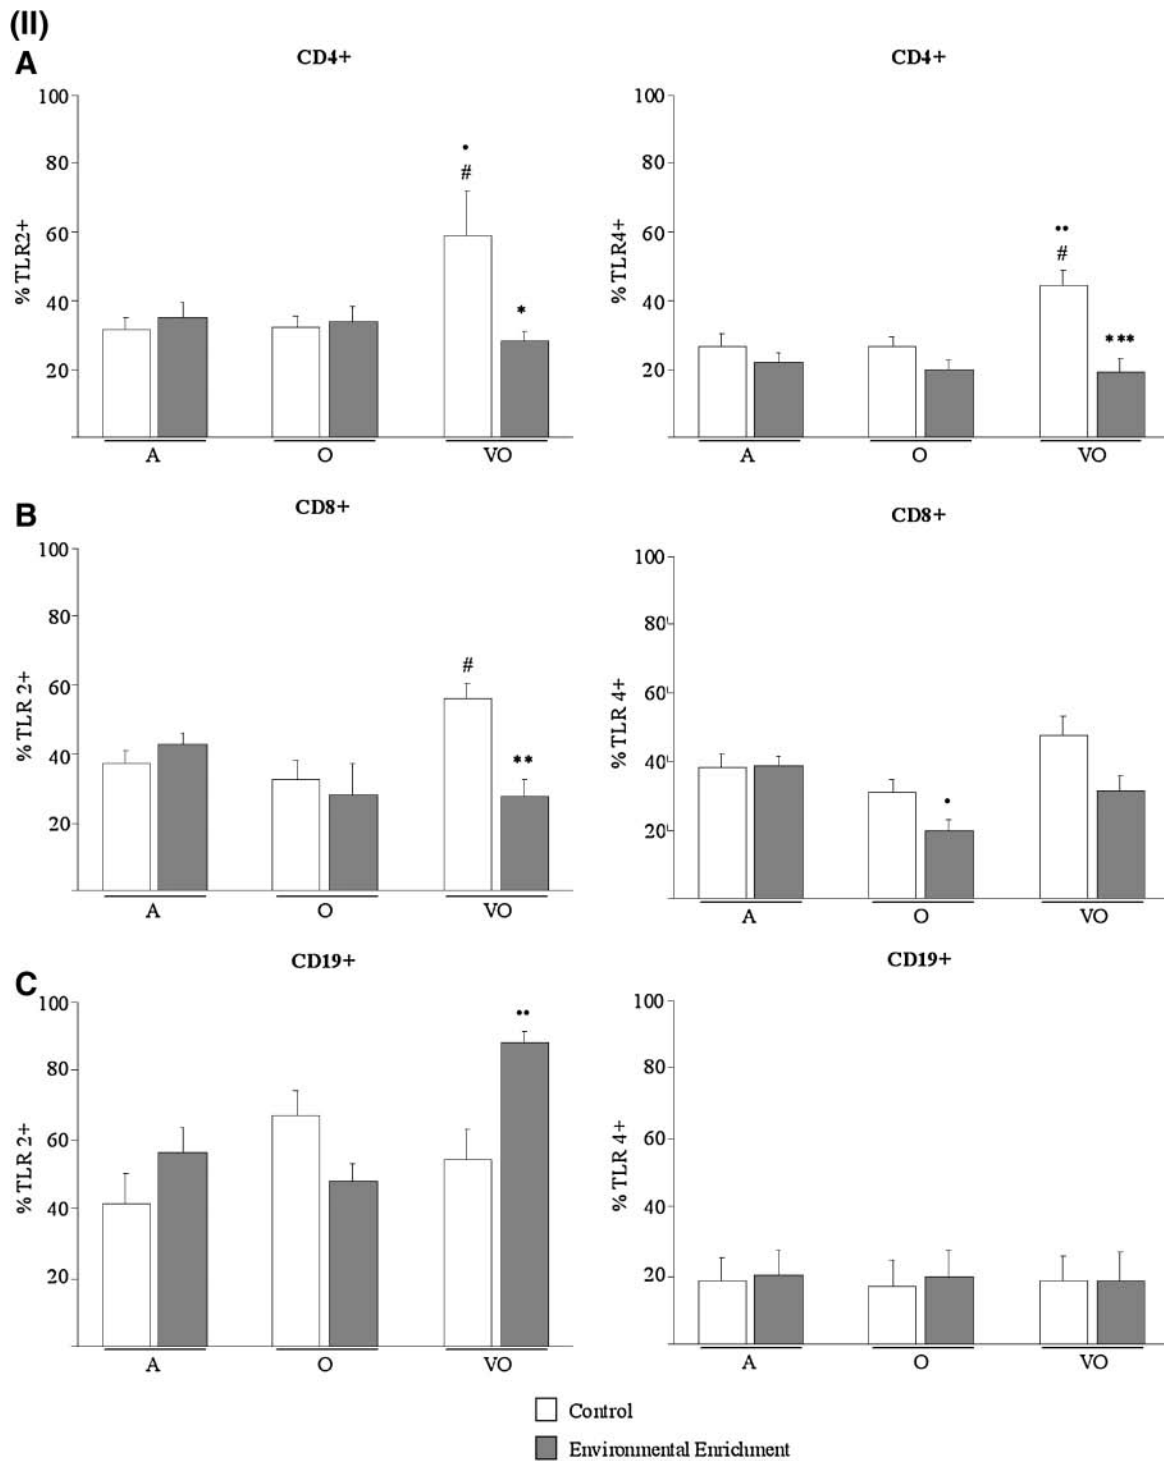 (II)
A
CD4+
100
80
60
40
20
%TLR2+
•
#
*
A O VO
CD4+
100
80
60
40
20
%TLR4+
••
#
***
A O VO
B
CD8+
100
80
60
40
20
%TLR 2+
#
**
A O VO
CD8+
100
80
60
40
20
%TLR 4+
•
A O VO
C
CD19+
100
80
60
40
20
%TLR 2+
••
A O VO
CD19+
100
80
60
40
20
%TLR 4+
A O VO
Control
Environmental Enrichment